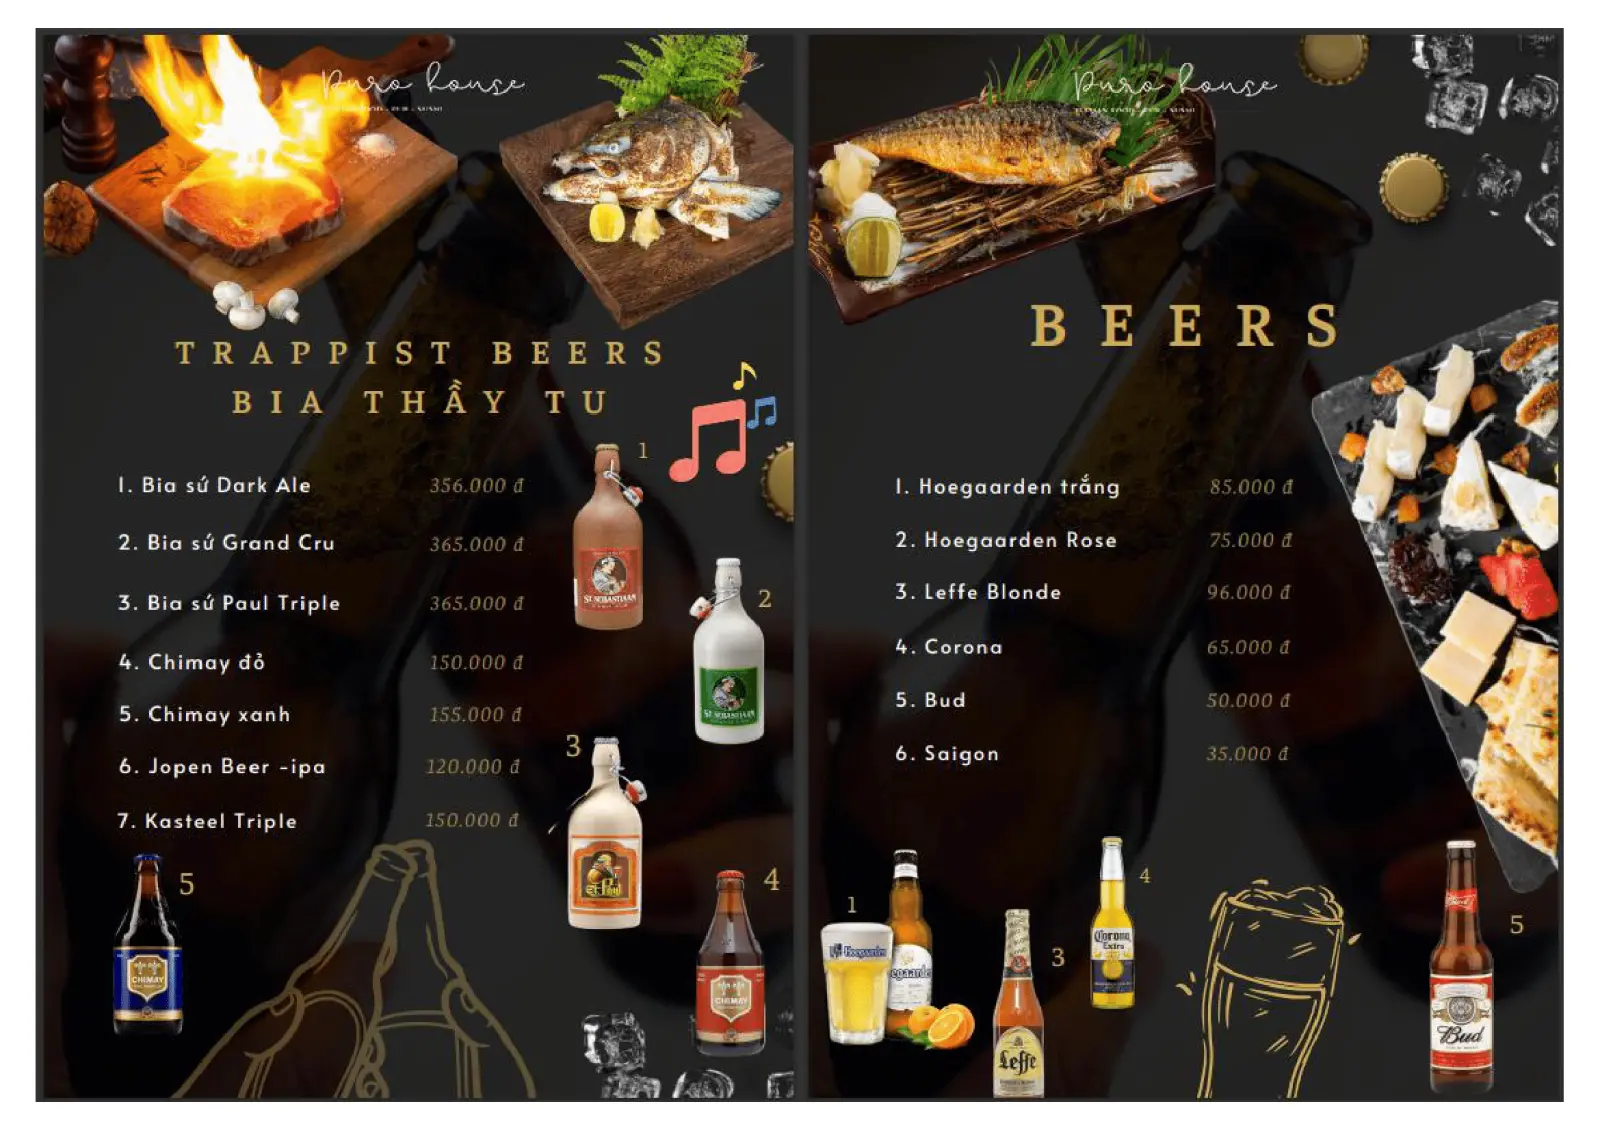 Puro house
TRAPPIST BEERS
BIA THẦY TU
1. Bia sứ Dark Ale 356.000 đ
2. Bia sứ Grand Cru 365.000 đ
3. Bia sứ Paul Triple 365.000 đ
4. Chimay đỏ 150.000 đ
5. Chimay xanh 155.000 đ
6. Jopen Beer -ipa 120.000 đ
7. Kasteel Triple 150.000 đ
1
St. SEBASTIAAN
2
St. SEBASTIAAN
3
St. Paul
4
CHIMAY
5
CHIMAY
Puro house
BEERS
1. Hoegaarden trắng 85.000 đ
2. Hoegaarden Rose 75.000 đ
3. Leffe Blonde 96.000 đ
4. Corona 65.000 đ
5. Bud 50.000 đ
6. Saigon 35.000 đ
1
Hoegaarden
egaarde
3
Leffe
4
Corona
Extra
5
Bud